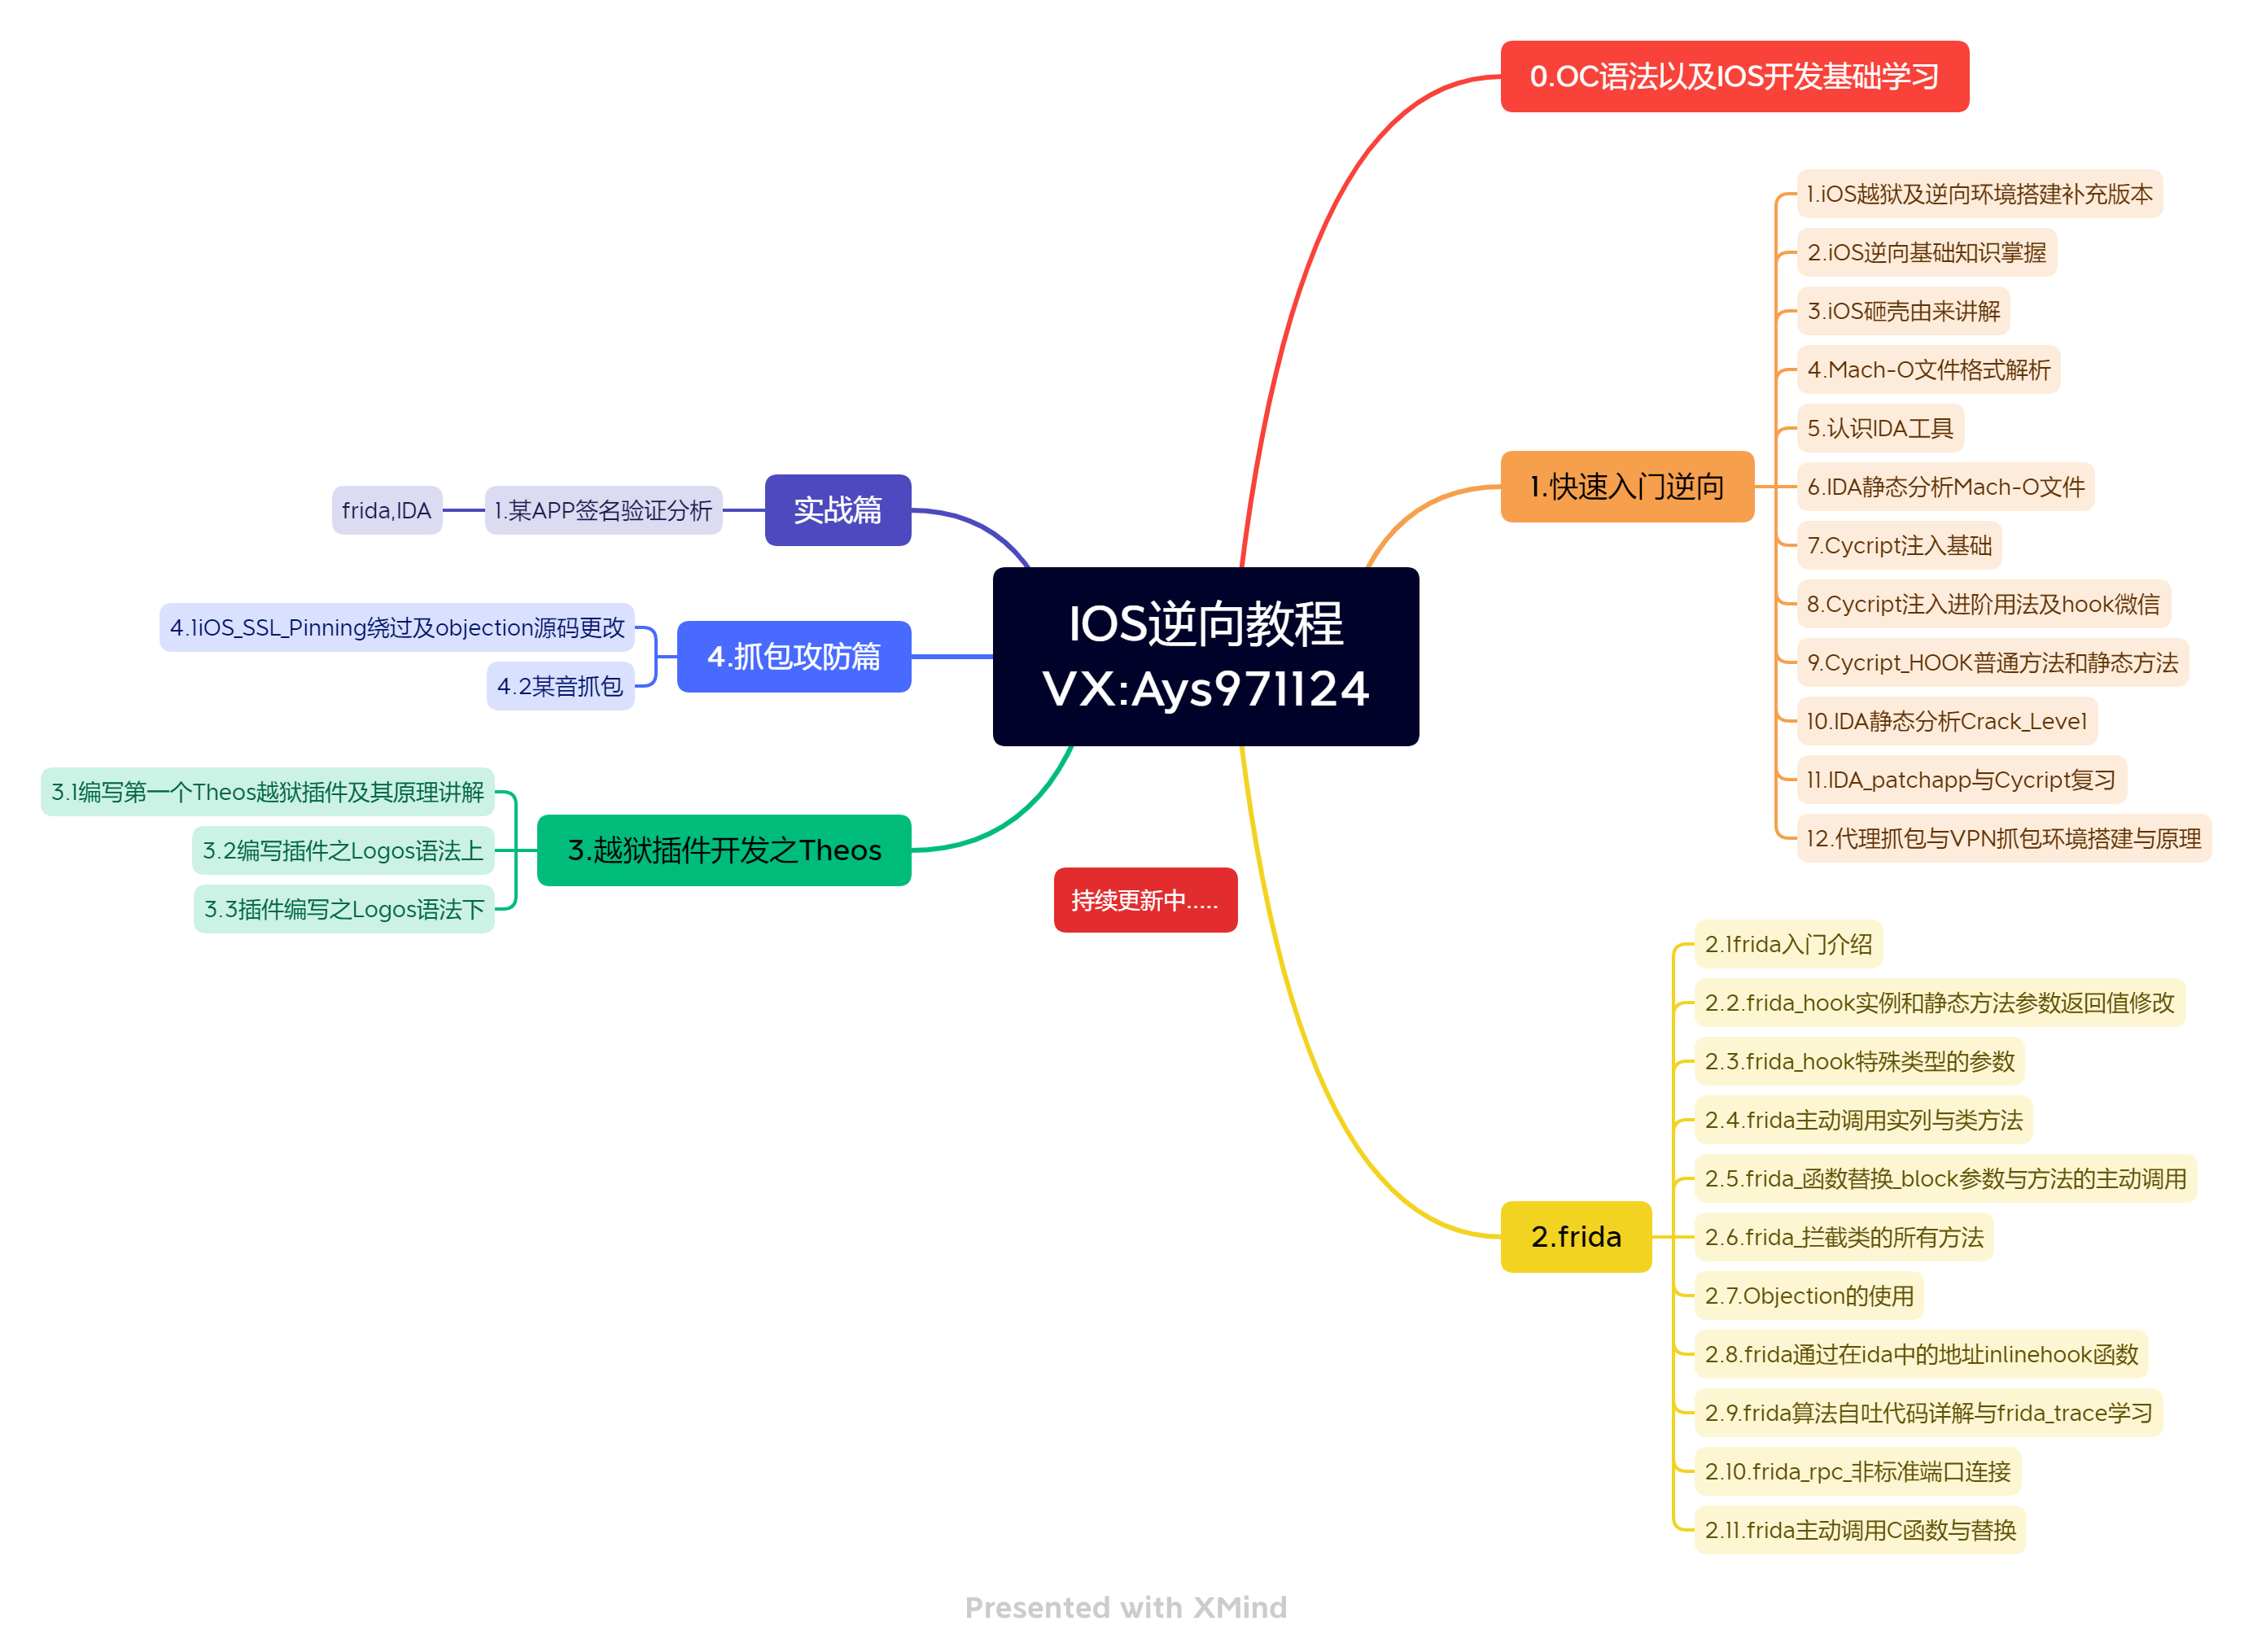 IOS逆向教程
VX:Ays971124
0.OC语法以及IOS开发基础学习
1.快速入门逆向
1.iOS越狱及逆向环境搭建补充版本
2.iOS逆向基础知识掌握
3.iOS砸壳由来讲解
4.Mach-O文件格式解析
5.认识IDA工具
6.IDA静态分析Mach-O文件
7.Cycript注入基础
8.Cycript注入进阶用法及hook微信
9.Cycript_HOOK普通方法和静态方法
10.IDA静态分析Crack_Level
11.IDA_patchapp与Cycript复习
12.代理抓包与VPN抓包环境搭建与原理
2.frida
2.1frida入门介绍
2.2.frida_hook实例和静态方法参数返回值修改
2.3.frida_hook特殊类型的参数
2.4.frida主动调用实列与类方法
2.5.frida_函数替换_block参数与方法的主动调用
2.6.frida_拦截类的所有方法
2.7.Objection的使用
2.8.frida通过在ida中的地址inlinehook函数
2.9.frida算法自吐代码详解与frida_trace学习
2.10.frida_rpc_非标准端口连接
2.11.frida主动调用C函数与替换
3.越狱插件开发之Theos
3.1编写第一个Theos越狱插件及其原理讲解
3.2编写插件之Logos语法上
3.3插件编写之Logos语法下
4.抓包攻防篇
4.1iOS_SSL_Pinning绕过及objection源码更改
4.2某音抓包
实战篇
1.某APP签名验证分析
frida,IDA
持续更新中.....
Presented with XMind